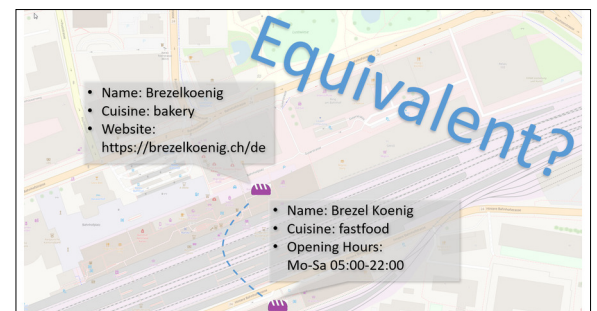 Equivalent?
• Name: Brezelkoenig
• Cuisine: bakery
• Website:
https://brezelkoenig.ch/de
• Name: Brezel Koenig
• Cuisine: fastfood
• Opening Hours:
Mo-Sa 05:00-22:00